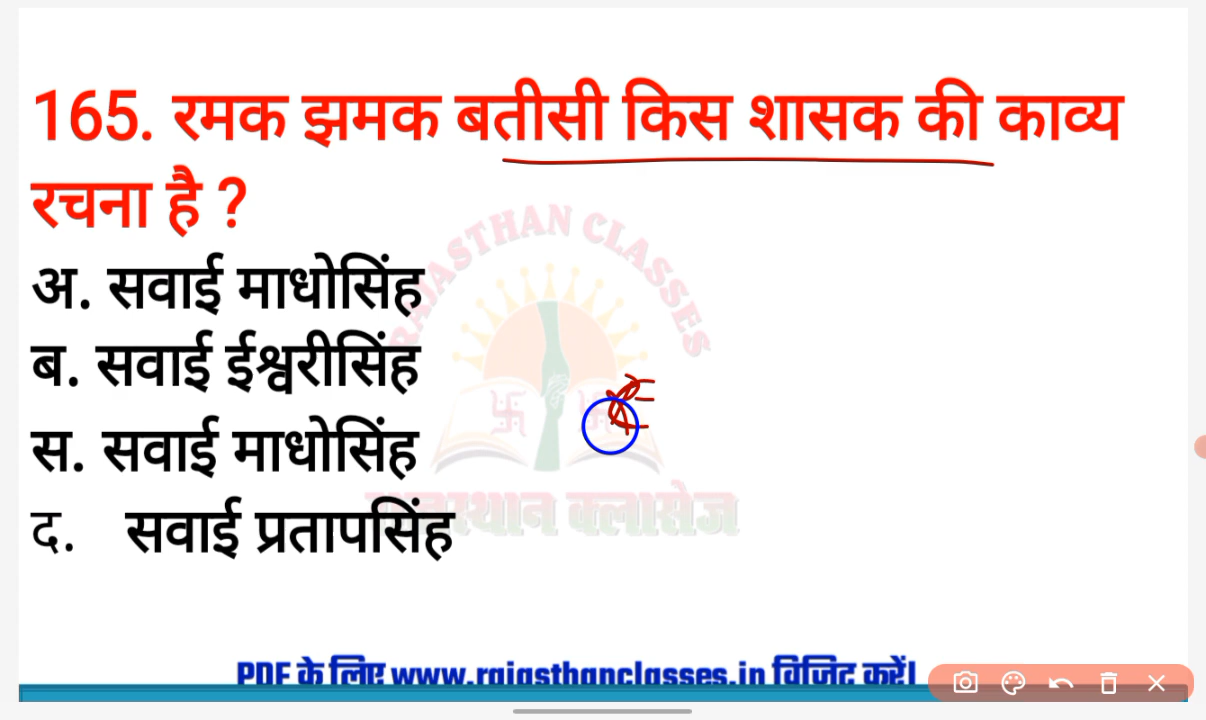 165. रमक झमक बतीसी किस शासक की काव्य
रचना है ?
RAJASTHAN CLASSES
अ. सवाई माधोसिंह
ब. सवाई ईश्वरीसिंह
स. सवाई माधोसिंह
राजस्थान क्लासेज
द. सवाई प्रतापसिंह
PDF के लिए www.rajasthanclasses.in विजिट करें।